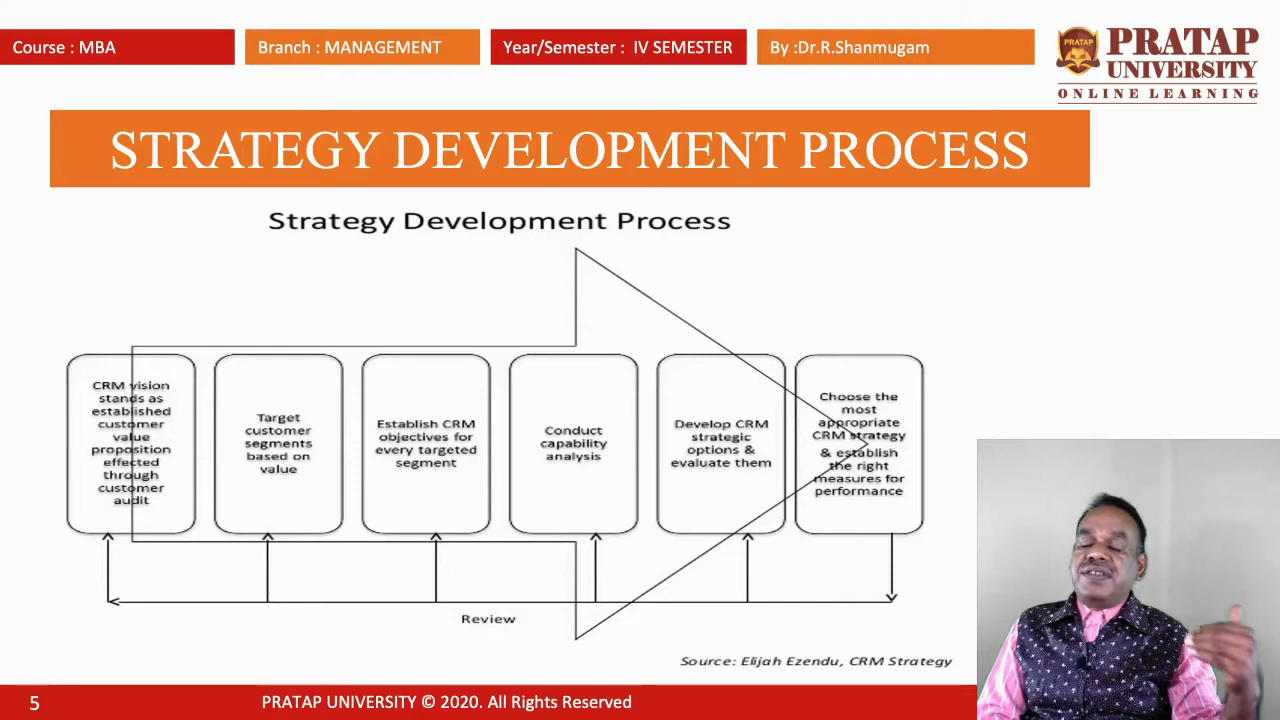 Course : MBA
Branch : MANAGEMENT
Year/Semester : IV SEMESTER
By :Dr.R.Shanmugam
PRATAP
PRATAP
UNIVERSITY
ONLINE LEARNING
STRATEGY DEVELOPMENT PROCESS
Strategy Development Process
CRM vision
stands as
established
customer
value
proposition
effected
through
customer
audit
Target
customer
segments
based on
value
Establish CRM
objectives for
every targeted
segment
Conduct
capability
analysis
Develop CRM
strategic
options &
evaluate them
Choose the
most
appropriate
CRM strategy
& establish
the right
measures for
performance
Review
Source: Elijah Ezendu, CRM Strategy
5
PRATAP UNIVERSITY © 2020. All Rights Reserved